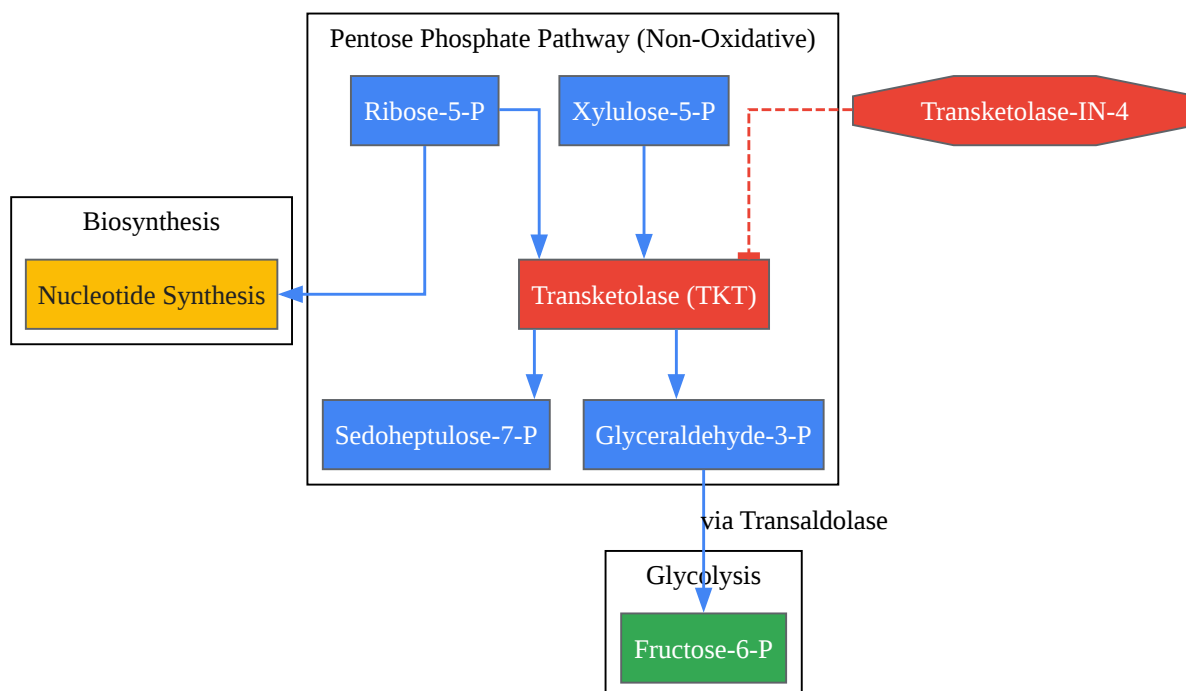 Pentose Phosphate Pathway (Non-Oxidative)
Ribose-5-P
Xylulose-5-P
Transketolase-IN-4
Biosynthesis
Nucleotide Synthesis
Transketolase (TKT)
Sedoheptulose-7-P
Glyceraldehyde-3-P
via Transaldolase
Glycolysis
Fructose-6-P